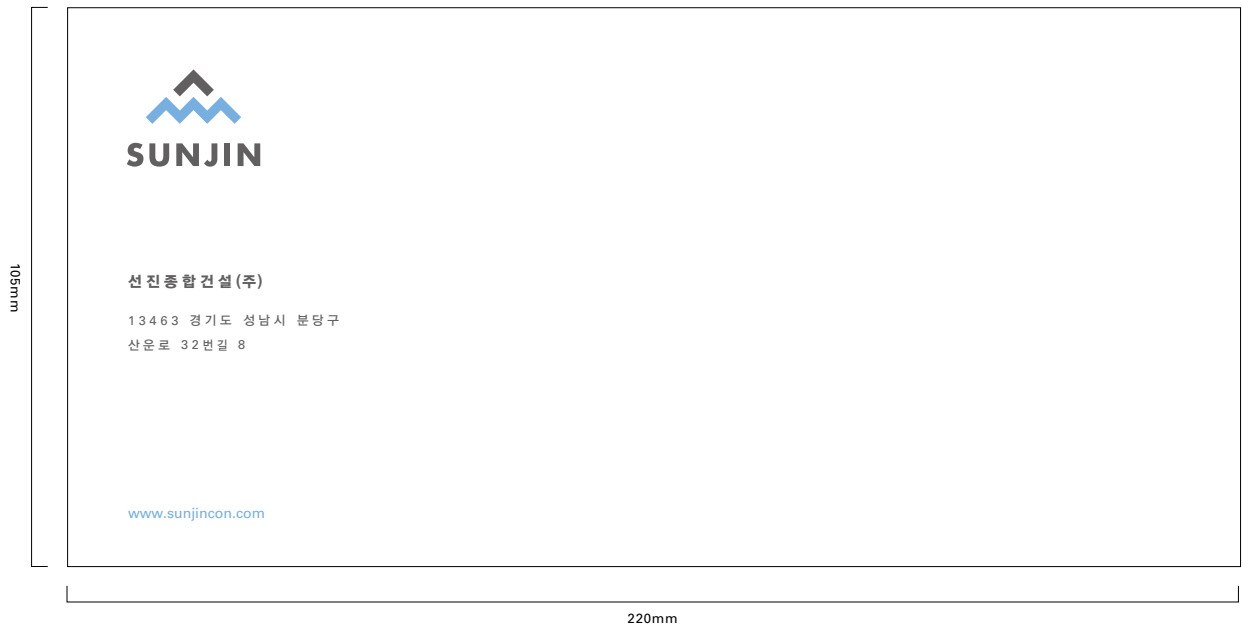 SUNJIN
선진종합건설(주)
13463 경기도 성남시 분당구
산운로 32번길 8
www.sunjincon.com
105mm
220mm